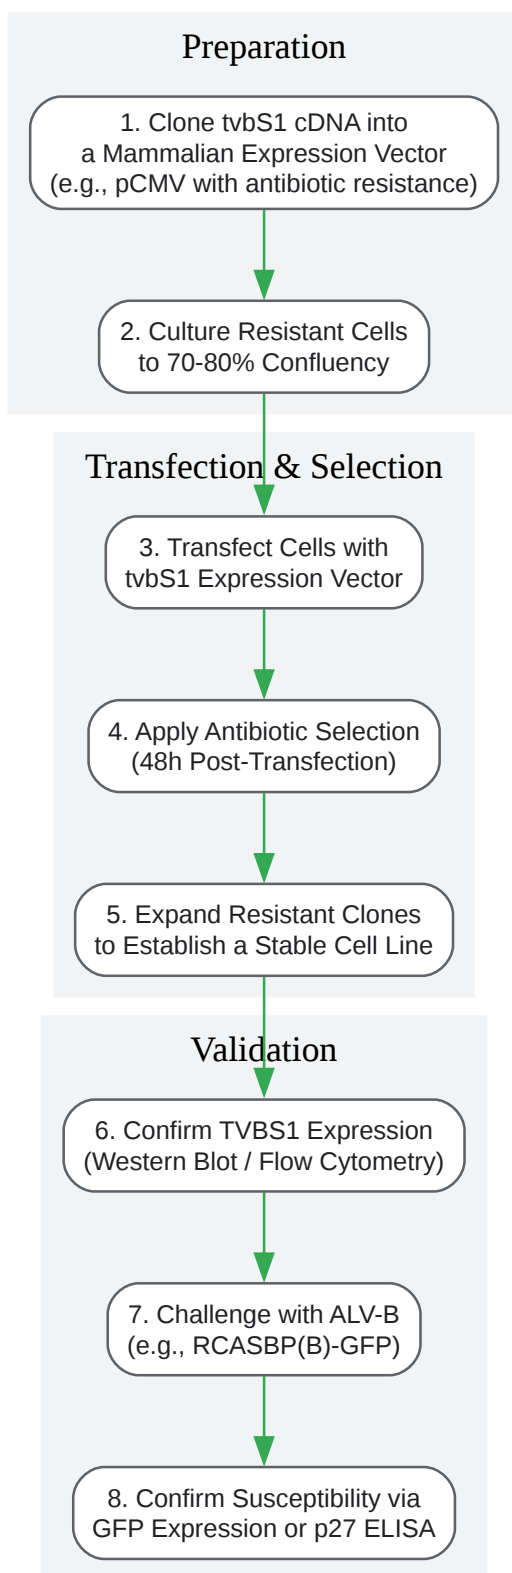 Preparation
1. Clone tvbS1 cDNA into
a Mammalian Expression Vector
(e.g., pCMV with antibiotic resistance)
2. Culture Resistant Cells
to 70-80% Confluency
Transfection & Selection
3. Transfect Cells with
tvbS1 Expression Vector
4. Apply Antibiotic Selection
(48h Post-Transfection)
5. Expand Resistant Clones
to Establish a Stable Cell Line
Validation
6. Confirm TVBS1 Expression
(Western Blot / Flow Cytometry)
7. Challenge with ALV-B
(e.g., RCASBP(B)-GFP)
8. Confirm Susceptibility via
GFP Expression or p27 ELISA